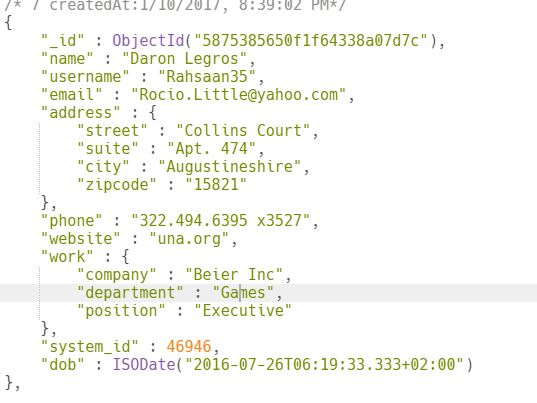 /* 7 createdAt:1/10/2017, 8:39:02 PM*/
{
    "_id" : ObjectId("5875385650f1f64338a07d7c"),
    "name" : "Daron Legros",
    "username" : "Rahsaan35",
    "email" : "Rocio.Little@yahoo.com",
    "address" : {
        "street" : "Collins Court",
        "suite" : "Apt. 474",
        "city" : "Augustineshire",
        "zipcode" : "15821"
    },
    "phone" : "322.494.6395 x3527",
    "website" : "una.org",
    "work" : {
        "company" : "Beier Inc",
        "department" : "Games",
        "position" : "Executive"
    },
    "system_id" : 46946,
    "dob" : ISODate("2016-07-26T06:19:33.333+02:00")
},